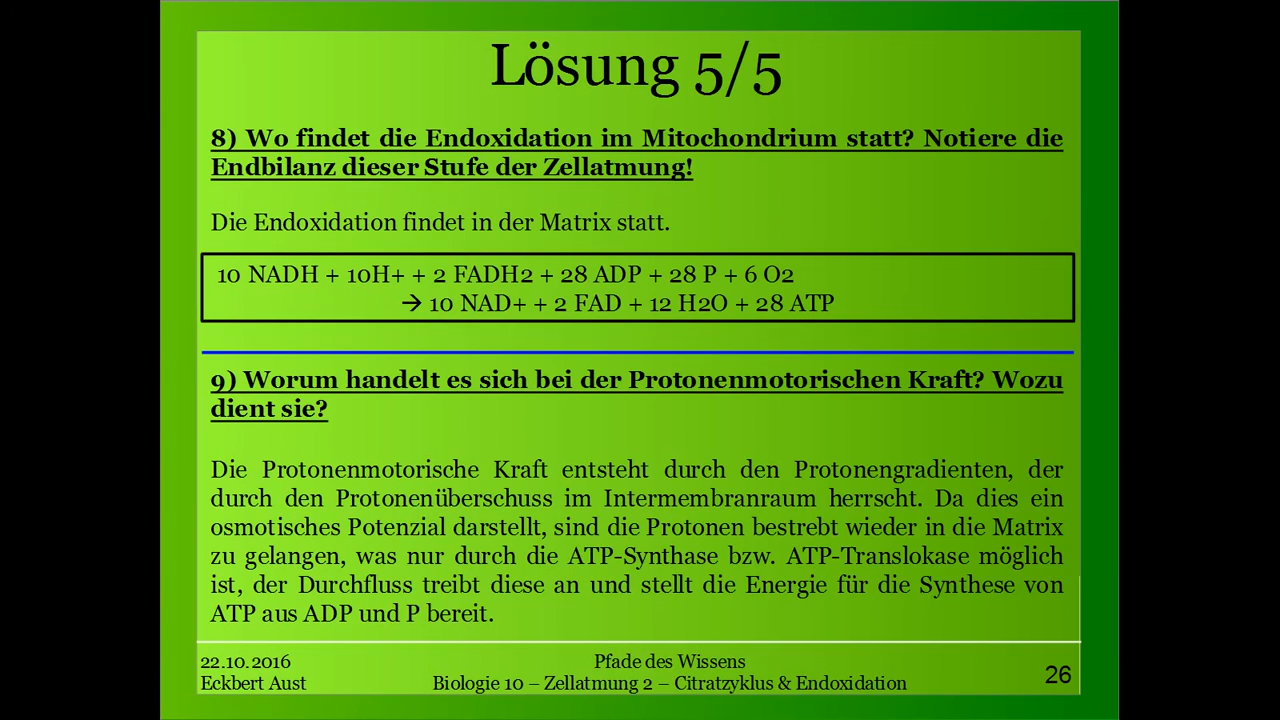 Lösung 5/5
8) Wo findet die Endoxidation im Mitochondrium statt? Notiere die
Endbilanz dieser Stufe der Zellatmung!
Die Endoxidation findet in der Matrix statt.
10 NADH + 10H+ + 2 FADH2 + 28 ADP + 28 P + 6 O2
→ 10 NAD+ + 2 FAD + 12 H2O + 28 ATP
9) Worum handelt es sich bei der Protonenmotorischen Kraft? Wozu
dient sie?
Die Protonenmotorische Kraft entsteht durch den Protonengradienten, der
durch den Protonenüberschuss im Intermembranraum herrscht. Da dies ein
osmotisches Potenzial darstellt, sind die Protonen bestrebt wieder in die Matrix
zu gelangen, was nur durch die ATP-Synthase bzw. ATP-Translokase möglich
ist, der Durchfluss treibt diese an und stellt die Energie für die Synthese von
ATP aus ADP und P bereit.
22.10.2016
Eckbert Aust
Pfade des Wissens
Biologie 10 – Zellatmung 2 – Citratzyklus & Endoxidation
26